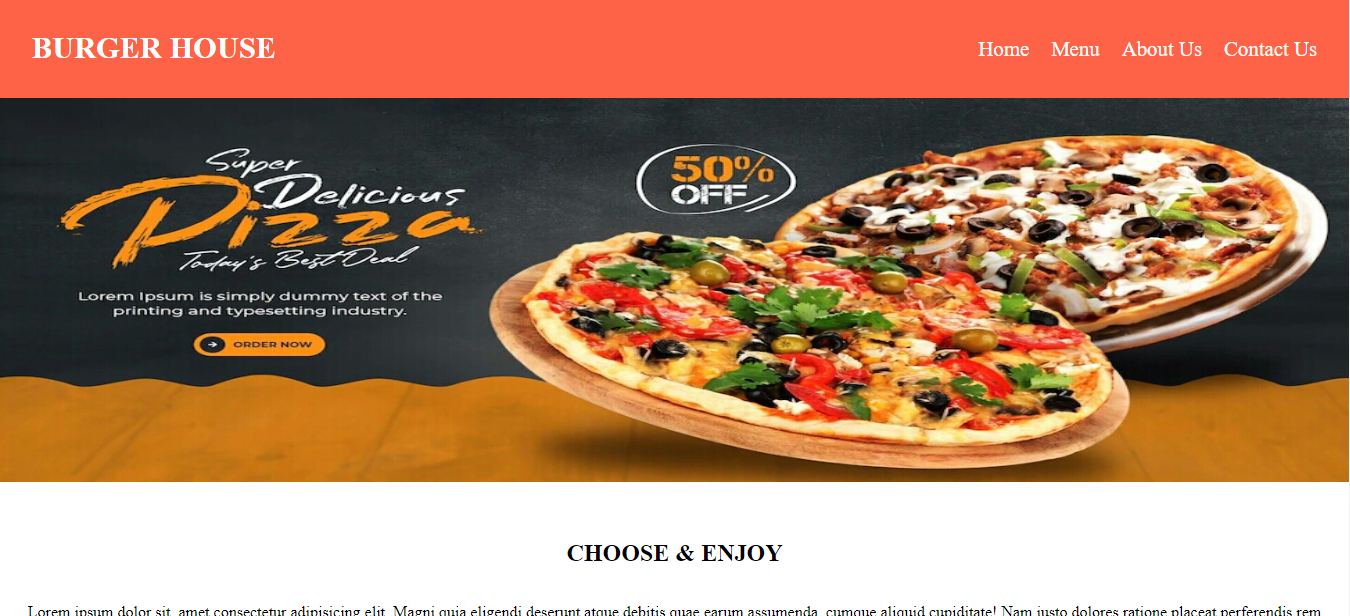 BURGER HOUSE
Home Menu About Us Contact Us
Super
Delicious
Pizza
Today's Best Deal
50%
OFF
Lorem Ipsum is simply dummy text of the
printing and typesetting industry.
ORDER NOW
CHOOSE & ENJOY
Lorem ipsum dolor sit, amet consectetur adipisicing elit. Magni quia eligendi deserunt atque debitis quae earum assumenda, cumque aliquid cupiditate! Nam iusto dolores ratione placeat perferendis rem